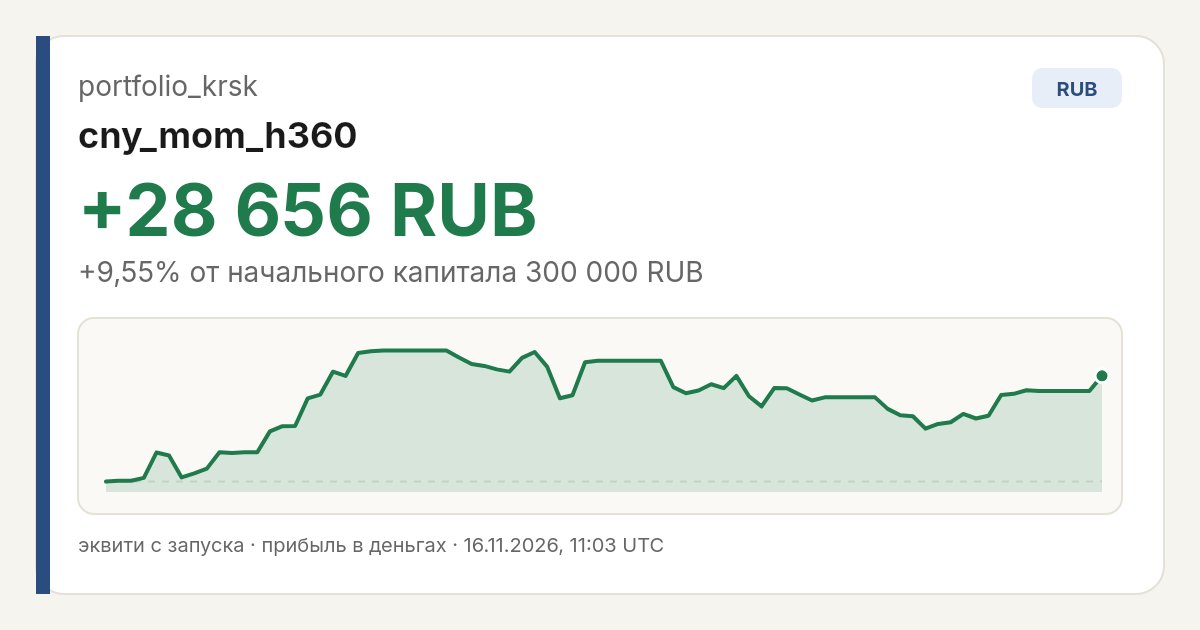 portfolio_krsk
RUB
cny_mom_h360
+28 656 RUB
+9,55% от начального капитала 300 000 RUB
эквити с запуска · прибыль в деньгах · 16.11.2026, 11:03 UTC